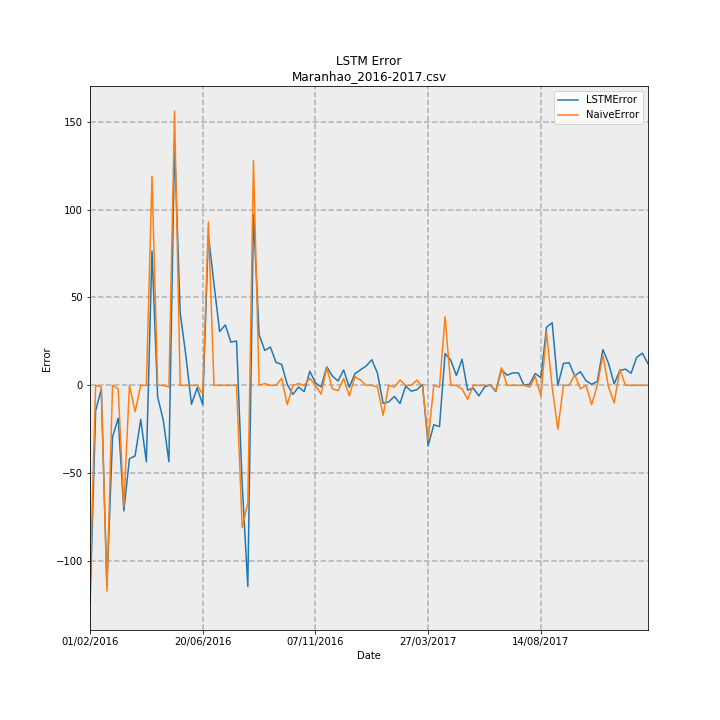 LSTM Error
Maranhao_2016-2017.csv
LSTMError
NaiveError
150
100
50
0
−50
−100
Error
01/02/2016 20/06/2016 07/11/2016 27/03/2017 14/08/2017
Date